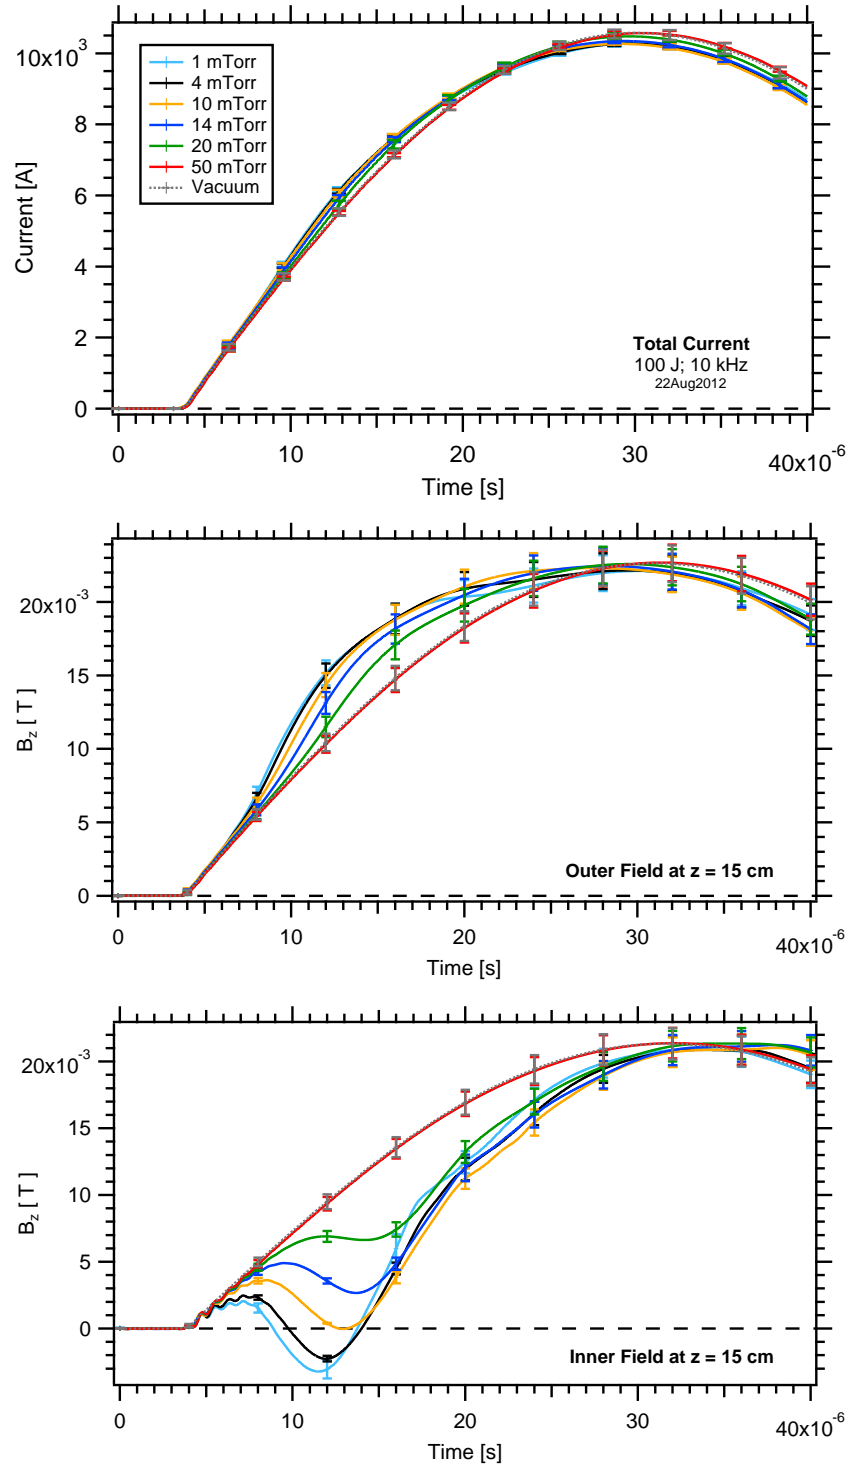 10x10³
8
6
4
2
0
Current [A]
1 mTorr
4 mTorr
10 mTorr
14 mTorr
20 mTorr
50 mTorr
Vacuum
Total Current
100 J; 10 kHz
22Aug2012
0 10 20 30 40x10⁻⁶
Time [s]
20x10⁻³
15
10
5
0
B_z [ T]
Outer Field at z = 15 cm
0 10 20 30 40x10⁻⁶
Time [s]
20x10⁻³
15
10
5
0
B_z [ T]
Inner Field at z = 15 cm
0 10 20 30 40x10⁻⁶
Time [s]